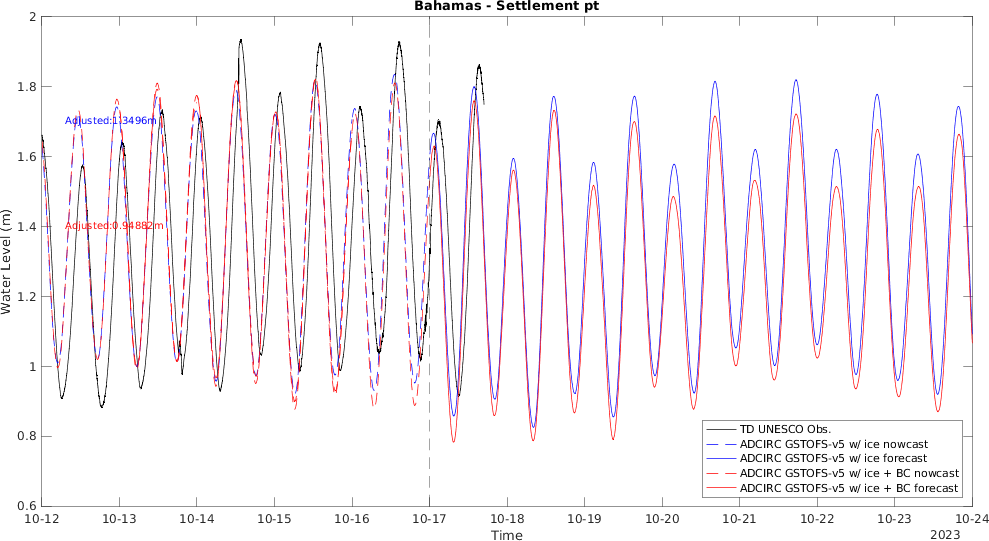 Bahamas - Settlement pt
2
1.8
1.6
1.4
1.2
1
0.8
0.6
Water Level (m)
Adjusted:1.3496m
Adjusted:0.94882m
TD UNESCO Obs.
ADCIRC GSTOFS-v5 w/ ice nowcast
ADCIRC GSTOFS-v5 w/ ice forecast
ADCIRC GSTOFS-v5 w/ ice + BC nowcast
ADCIRC GSTOFS-v5 w/ ice + BC forecast
10-12 10-13 10-14 10-15 10-16 10-17 10-18 10-19 10-20 10-21 10-22 10-23 10-24
Time
2023